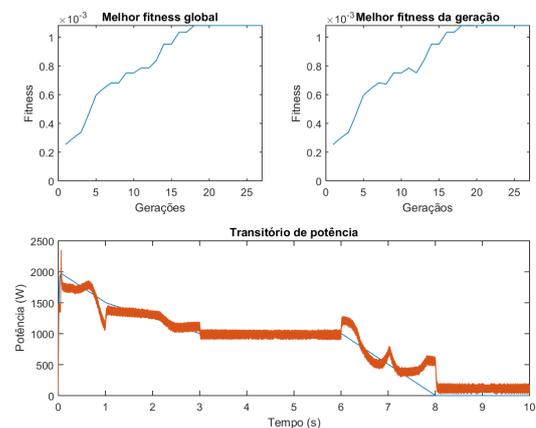 Melhor fitness global
×10⁻³
1
0.8
0.6
0.4
0.2
0
Fitness
0 5 10 15 20 25
Gerações
Melhor fitness da geração
×10⁻³
1
0.8
0.6
0.4
0.2
0
Fitness
0 5 10 15 20 25
Geraçãos
Transitório de potência
2500
2000
1500
1000
500
0
Potência (W)
0 1 2 3 4 5 6 7 8 9 10
Tempo (s)